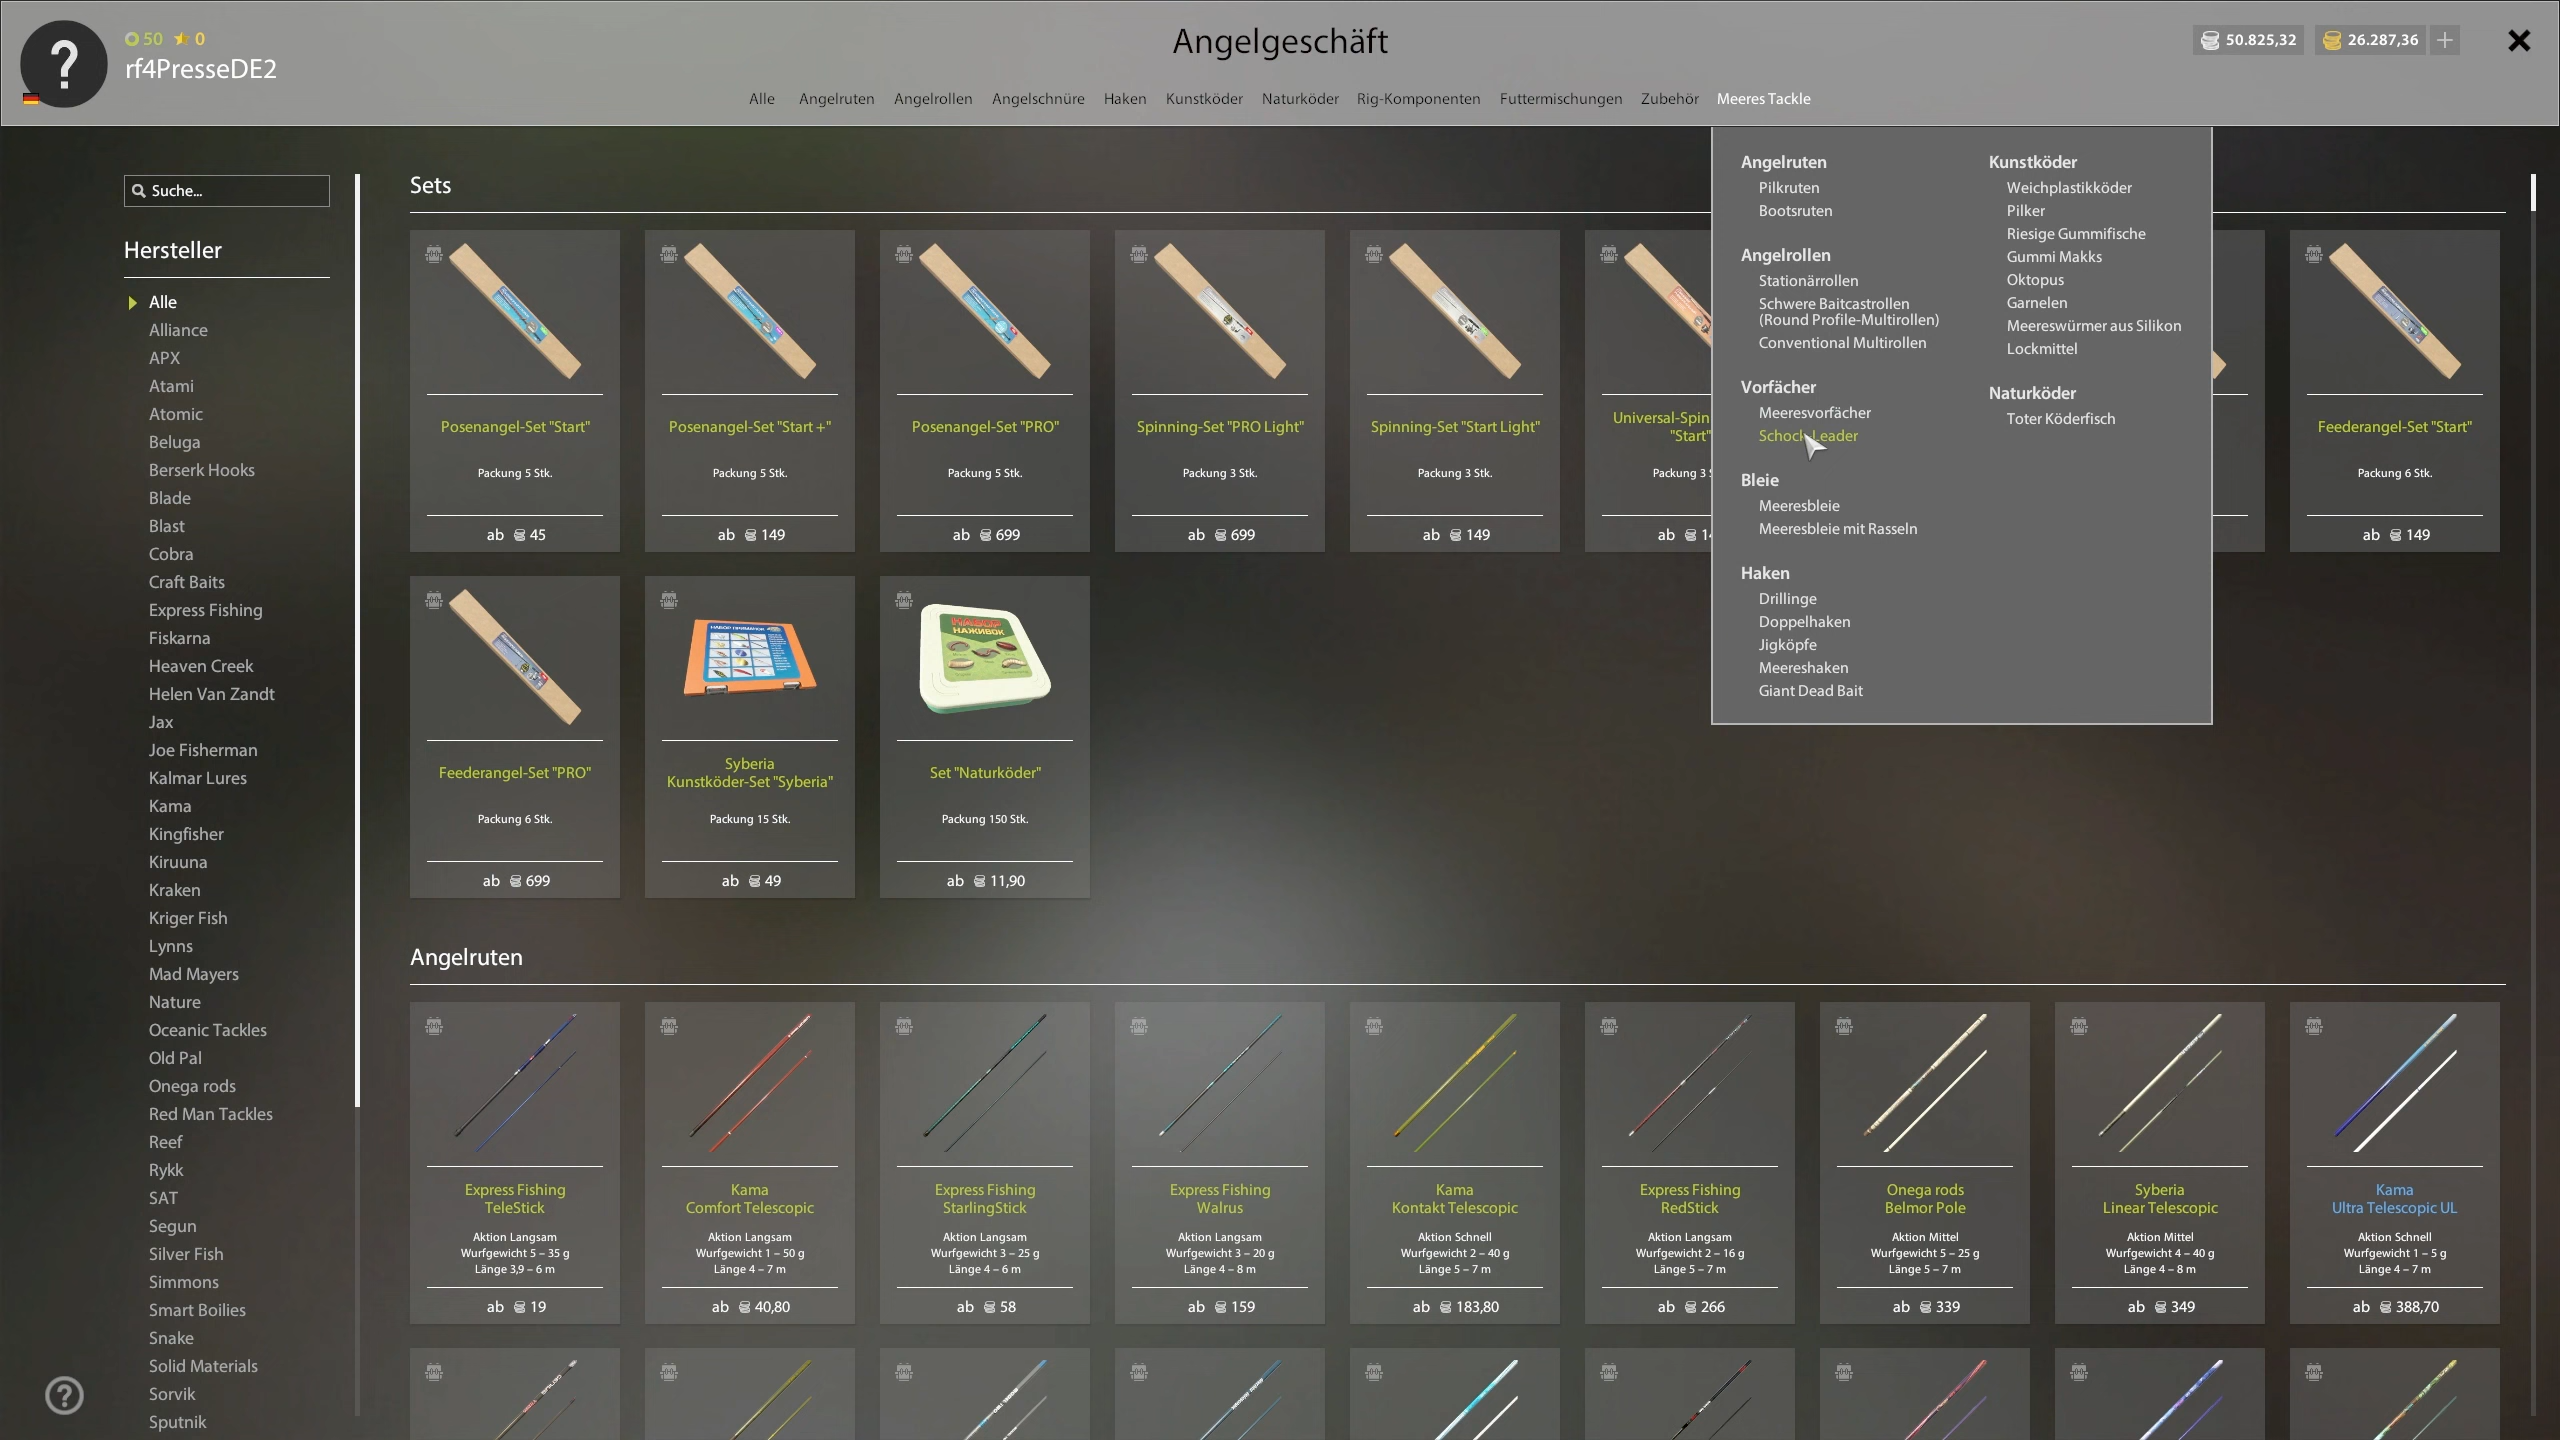 50 0
rf4PresseDE2
Angelgeschäft
50.825,32 26.287,36
Alle Angelruten Angelrollen Angelschnüre Haken Kunstköder Naturköder Rig-Komponenten Futtermischungen Zubehör Meeres Tackle
Suche...
Hersteller
Alle
Alliance
APX
Atami
Atomic
Beluga
Berserk Hooks
Blade
Blast
Cobra
Craft Baits
Express Fishing
Fiskarna
Heaven Creek
Helen Van Zandt
Jax
Joe Fisherman
Kalmar Lures
Kama
Kingfisher
Kiruuna
Kraken
Kriger Fish
Lynns
Mad Mayers
Nature
Oceanic Tackles
Old Pal
Onega rods
Red Man Tackles
Reef
Rykk
SAT
Segun
Silver Fish
Simmons
Smart Boilies
Snake
Solid Materials
Sorvik
Sputnik
Sets
Posenangel-Set "Start"
Packung 5 Stk.
ab 45
Posenangel-Set "Start +"
Packung 5 Stk.
ab 149
Posenangel-Set "PRO"
Packung 5 Stk.
ab 699
Spinning-Set "PRO Light"
Packung 3 Stk.
ab 699
Spinning-Set "Start Light"
Packung 3 Stk.
ab 149
Universal-Spin
"Start"
Packung 3
ab
Feederangel-Set "Start"
Packung 6 Stk.
ab 149
Feederangel-Set "PRO"
Packung 6 Stk.
ab 699
НАБОР ПРИМАНОК
Syberia
Kunstköder-Set "Syberia"
Packung 15 Stk.
ab 49
НАБОР
НАЖИВОК
Set "Naturköder"
Packung 150 Stk.
ab 11,90
Angelruten
Pilkruten
Bootsruten
Angelrollen
Stationärrollen
Schwere Baitcastrollen
(Round Profile-Multirollen)
Conventional Multirollen
Vorfächer
Meeresvorfächer
Schock Leader
Bleie
Meeresbleie
Meeresbleie mit Rasseln
Haken
Drillinge
Doppelhaken
Jigköpfe
Meereshaken
Giant Dead Bait
Kunstköder
Weichplastikköder
Pilker
Riesige Gummifische
Gummi Makks
Oktopus
Garnelen
Meereswürmer aus Silikon
Lockmittel
Naturköder
Toter Köderfisch
Angelruten
Express Fishing
TeleStick
Aktion Langsam
Wurfgewicht 5 – 35 g
Länge 3,9 – 6 m
ab 19
Kama
Comfort Telescopic
Aktion Langsam
Wurfgewicht 1 – 50 g
Länge 4 – 7 m
ab 40,80
Express Fishing
StarlingStick
Aktion Langsam
Wurfgewicht 3 – 25 g
Länge 4 – 6 m
ab 58
Express Fishing
Walrus
Aktion Langsam
Wurfgewicht 3 – 20 g
Länge 4 – 8 m
ab 159
Kama
Kontakt Telescopic
Aktion Schnell
Wurfgewicht 2 – 40 g
Länge 5 – 7 m
ab 183,80
Express Fishing
RedStick
Aktion Langsam
Wurfgewicht 2 – 16 g
Länge 5 – 7 m
ab 266
Onega rods
Belmor Pole
Aktion Mittel
Wurfgewicht 5 – 25 g
Länge 5 – 7 m
ab 339
Syberia
Linear Telescopic
Aktion Mittel
Wurfgewicht 4 – 40 g
Länge 4 – 8 m
ab 349
Kama
Ultra Telescopic UL
Aktion Schnell
Wurfgewicht 1 – 5 g
Länge 4 – 7 m
ab 388,70